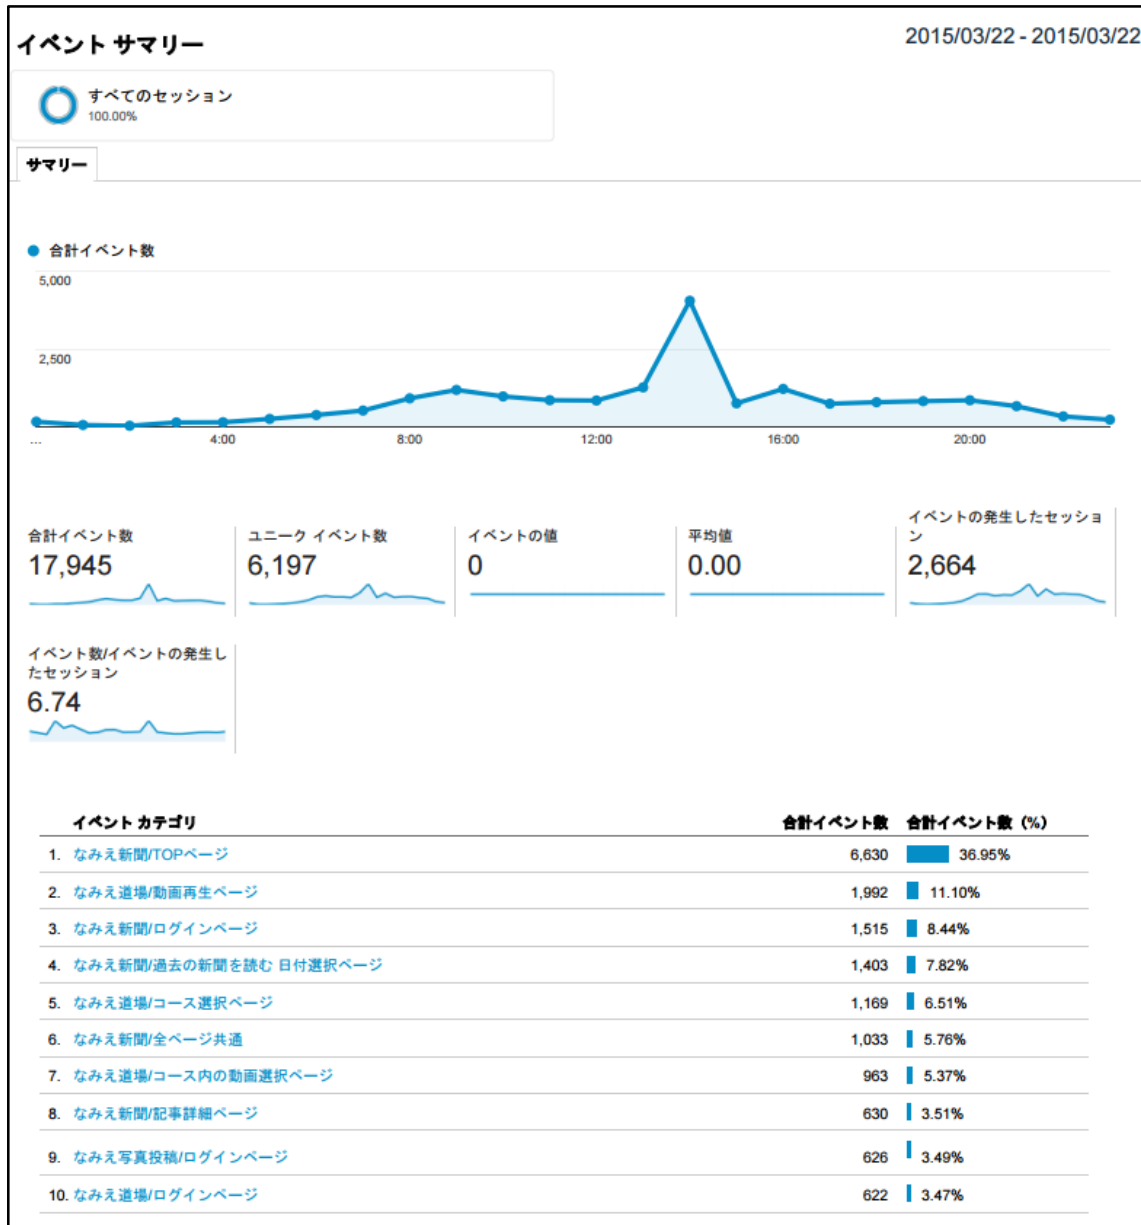 イベント サマリー
2015/03/22 - 2015/03/22
すべてのセッション
100.00%
サマリー
合計イベント数
5,000
2,500
...
4:00
8:00
12:00
16:00
20:00
合計イベント数
17,945
ユニーク イベント数
6,197
イベントの値
0
平均値
0.00
イベントの発生したセッショ
ン
2,664
イベント数/イベントの発生し
たセッション
6.74
イベント カテゴリ 合計イベント数 合計イベント数 (%)
1. なみえ新聞/TOPページ 6,630 36.95%
2. なみえ道場/動画再生ページ 1,992 11.10%
3. なみえ新聞/ログインページ 1,515 8.44%
4. なみえ新聞/過去の新聞を読む 日付選択ページ 1,403 7.82%
5. なみえ道場/コース選択ページ 1,169 6.51%
6. なみえ新聞/全ページ共通 1,033 5.76%
7. なみえ道場/コース内の動画選択ページ 963 5.37%
8. なみえ新聞/記事詳細ページ 630 3.51%
9. なみえ写真投稿/ログインページ 626 3.49%
10. なみえ道場/ログインページ 622 3.47%